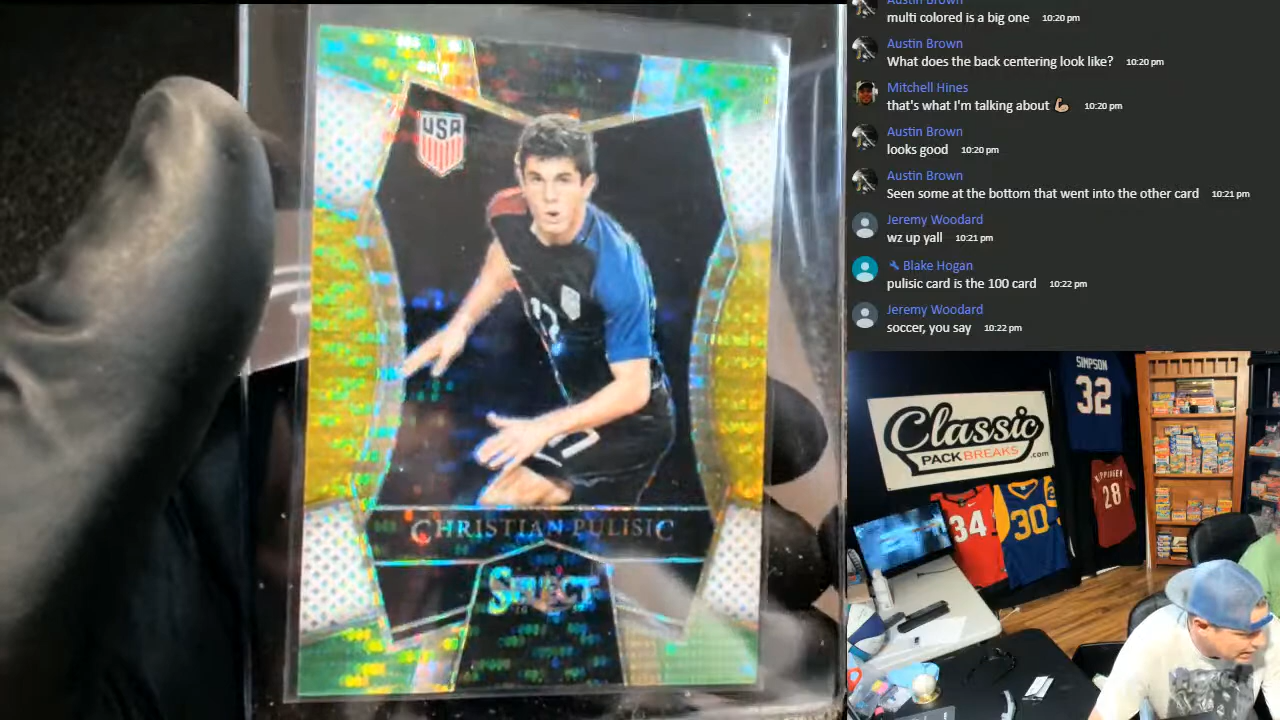 USA
17
CHRISTIAN PULISIC
SELECT
Austin Brown
multi colored is a big one 10:20 pm
Austin Brown
What does the back centering look like? 10:20 pm
Mitchell Hines
that's what I'm talking about 💪🏼 10:20 pm
Austin Brown
looks good 10:20 pm
Austin Brown
Seen some at the bottom that went into the other card 10:21 pm
Jeremy Woodard
wz up yall 10:21 pm
Blake Hogan
pulisic card is the 100 card 10:22 pm
Jeremy Woodard
soccer, you say 10:22 pm
SIMPSON
32
Classic
PACK BREAKS.com
34
30
28